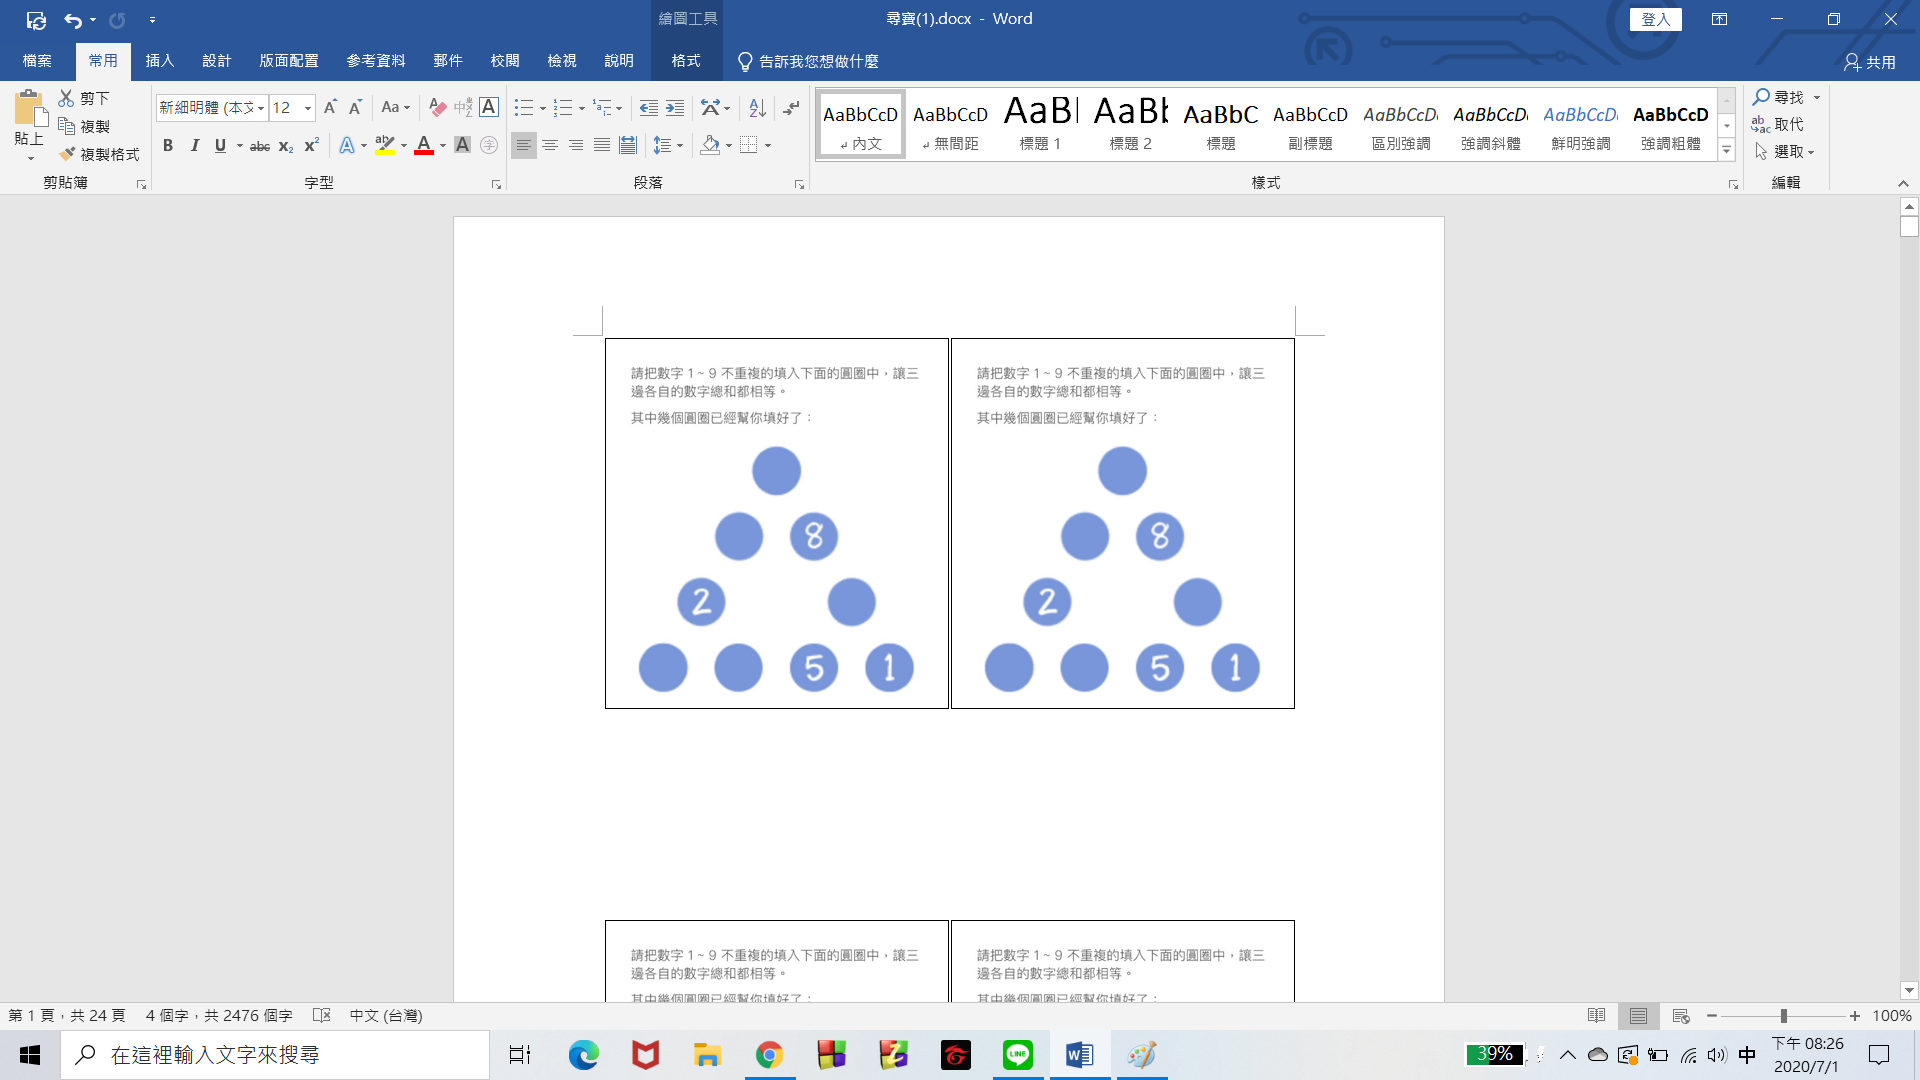 繪圖工具
尋寶(1).docx - Word
登入
檔案
常用
插入
設計
版面配置
參考資料
郵件
校閱
檢視
說明
格式
告訴我您想做什麼
共用
貼上
剪下
複製
複製格式
剪貼簿
新細明體 (本文
12
Aa
A
B I U abc x₂ x²
字型
段落
AaBbCcD
內文
AaBbCcD
無間距
AaBl
標題 1
AaBb
標題 2
AaBbC
標題
AaBbCcD
副標題
AaBbCcDc
區別強調
AaBbCcDc
強調斜體
AaBbCcDc
鮮明強調
AaBbCcD
強調粗體
樣式
尋找
取代
選取
編輯
請把數字 1 ~ 9 不重複的填入下面的圓圈中，讓三
邊各自的數字總和都相等。
其中幾個圓圈已經幫你填好了：
8
2
5 1
請把數字 1 ~ 9 不重複的填入下面的圓圈中，讓三
邊各自的數字總和都相等。
其中幾個圓圈已經幫你填好了：
8
2
5 1
請把數字 1 ~ 9 不重複的填入下面的圓圈中，讓三
邊各自的數字總和都相等。
其中幾個圓圈已經幫你填好了：
請把數字 1 ~ 9 不重複的填入下面的圓圈中，讓三
邊各自的數字總和都相等。
其中幾個圓圈已經幫你填好了：
第 1 頁，共 24 頁
4 個字，共 2476 個字
中文 (台灣)
100%
在這裡輸入文字來搜尋
LINE
39%
中
下午 08:26
2020/7/1